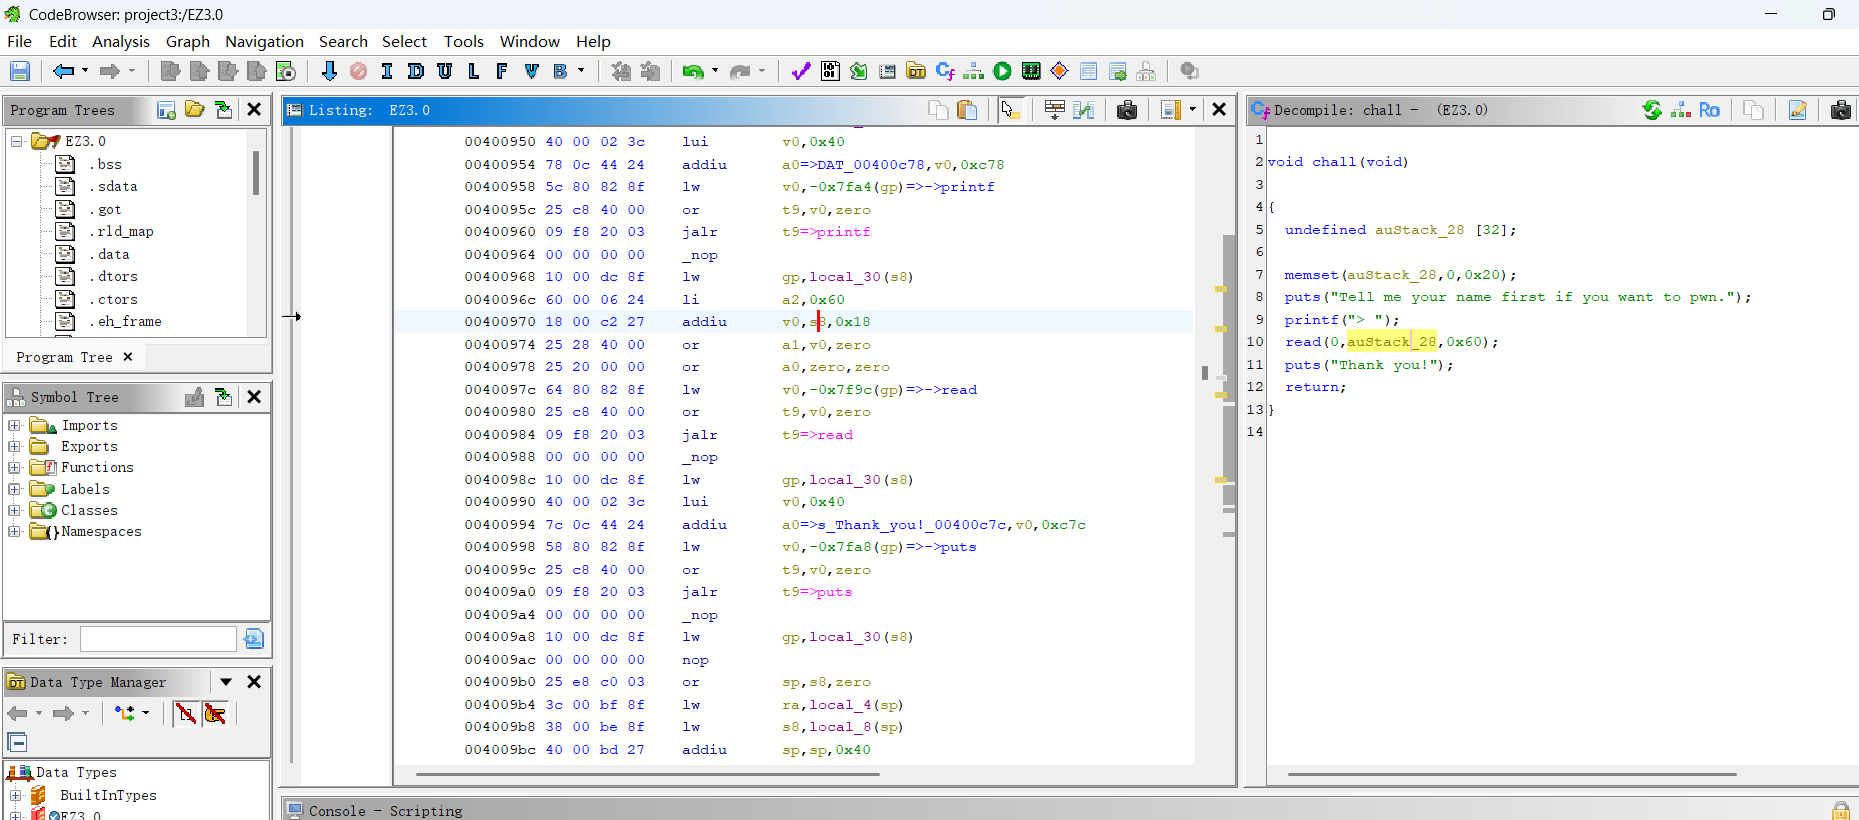 CodeBrowser: project3:/EZ3.0
File Edit Analysis Graph Navigation Search Select Tools Window Help
I D U L F V B
Program Trees
EZ3.0
.bss
.sdata
.got
.rld_map
.data
.dtors
.ctors
.eh_frame
Program Tree
Symbol Tree
Imports
Exports
Functions
Labels
Classes
Namespaces
Filter:
Data Type Manager
Data Types
BuiltInTypes
EZ3.0
Listing: EZ3.0
00400950 40 00 02 3c lui v0,0x40
00400954 78 0c 44 24 addiu a0=>DAT_00400c78,v0,0xc78
00400958 5c 80 82 8f lw v0,-0x7fa4(gp)=>->printf
0040095c 25 c8 40 00 or t9,v0,zero
00400960 09 f8 20 03 jalr t9=>printf
00400964 00 00 00 00 _nop
00400968 10 00 dc 8f lw gp,local_30(s8)
0040096c 60 00 06 24 li a2,0x60
00400970 18 00 c2 27 addiu v0,s8,0x18
00400974 25 28 40 00 or a1,v0,zero
00400978 25 20 00 00 or a0,zero,zero
0040097c 64 80 82 8f lw v0,-0x7f9c(gp)=>->read
00400980 25 c8 40 00 or t9,v0,zero
00400984 09 f8 20 03 jalr t9=>read
00400988 00 00 00 00 _nop
0040098c 10 00 dc 8f lw gp,local_30(s8)
00400990 40 00 02 3c lui v0,0x40
00400994 7c 0c 44 24 addiu a0=>s_Thank_you!_00400c7c,v0,0xc7c
00400998 58 80 82 8f lw v0,-0x7fa8(gp)=>->puts
0040099c 25 c8 40 00 or t9,v0,zero
004009a0 09 f8 20 03 jalr t9=>puts
004009a4 00 00 00 00 _nop
004009a8 10 00 dc 8f lw gp,local_30(s8)
004009ac 00 00 00 00 nop
004009b0 25 e8 c0 03 or sp,s8,zero
004009b4 3c 00 bf 8f lw ra,local_4(sp)
004009b8 38 00 be 8f lw s8,local_8(sp)
004009bc 40 00 bd 27 addiu sp,sp,0x40
Decompile: chall - (EZ3.0)
1
2 void chall(void)
3
4 {
5 undefined auStack_28 [32];
6
7 memset(auStack_28,0,0x20);
8 puts("Tell me your name first if you want to pwn.");
9 printf("> ");
10 read(0,auStack_28,0x60);
11 puts("Thank you!");
12 return;
13 }
14
Console - Scripting